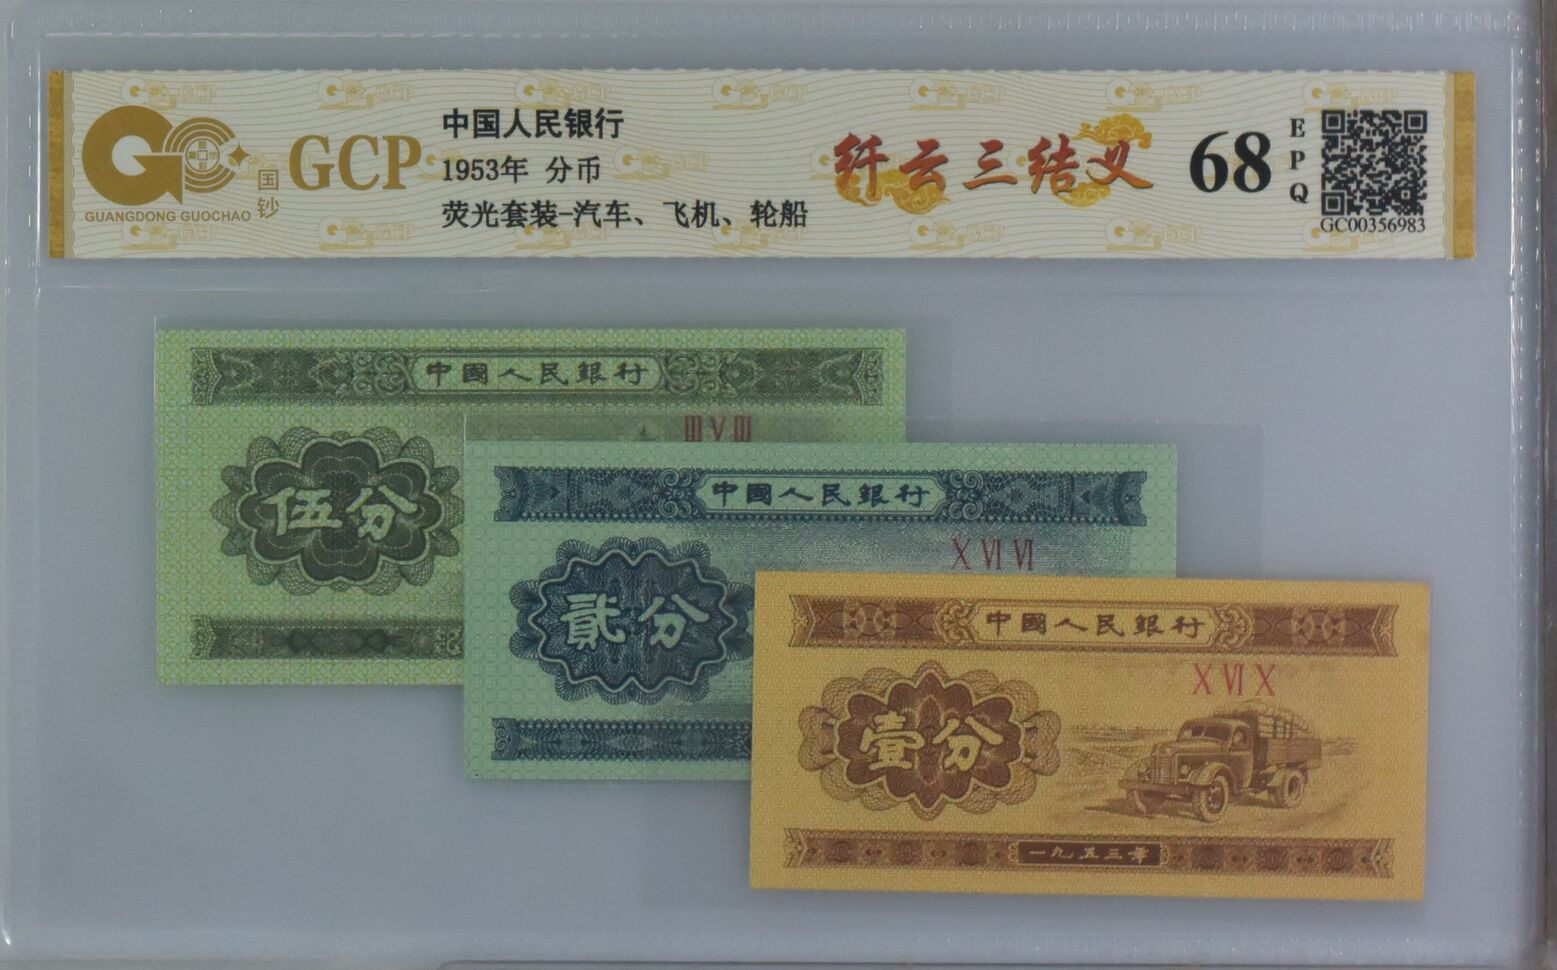 GCP
国钞
GUANGDONG GUOCHAO
中国人民银行
1953年 分币
荧光套装-汽车、飞机、轮船
纤云三结义
68
EPQ
GC00356983
中國人民銀行
III V III
伍分
中國人民銀行
X VI VI
貳分
中國人民銀行
X VI X
壹分
一九五三年